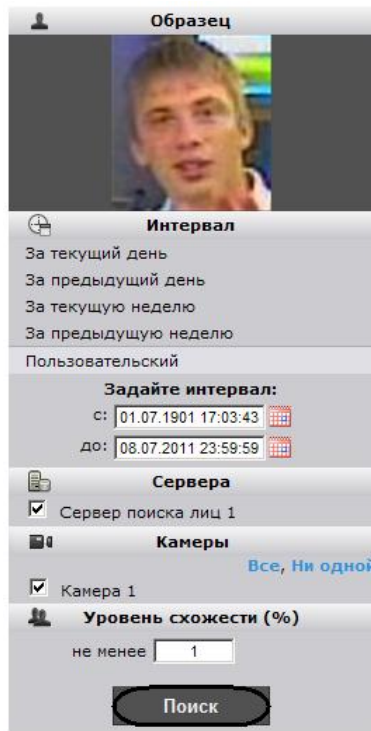 Образец
Интервал
За текущий день
За предыдущий день
За текущую неделю
За предыдущую неделю
Пользовательский
Задайте интервал:
с: 01.07.1901 17:03:43
до: 08.07.2011 23:59:59
Сервера
Сервер поиска лиц 1
Камеры
Все, Ни одной
Камера 1
Уровень схожести (%)
не менее 1
Поиск